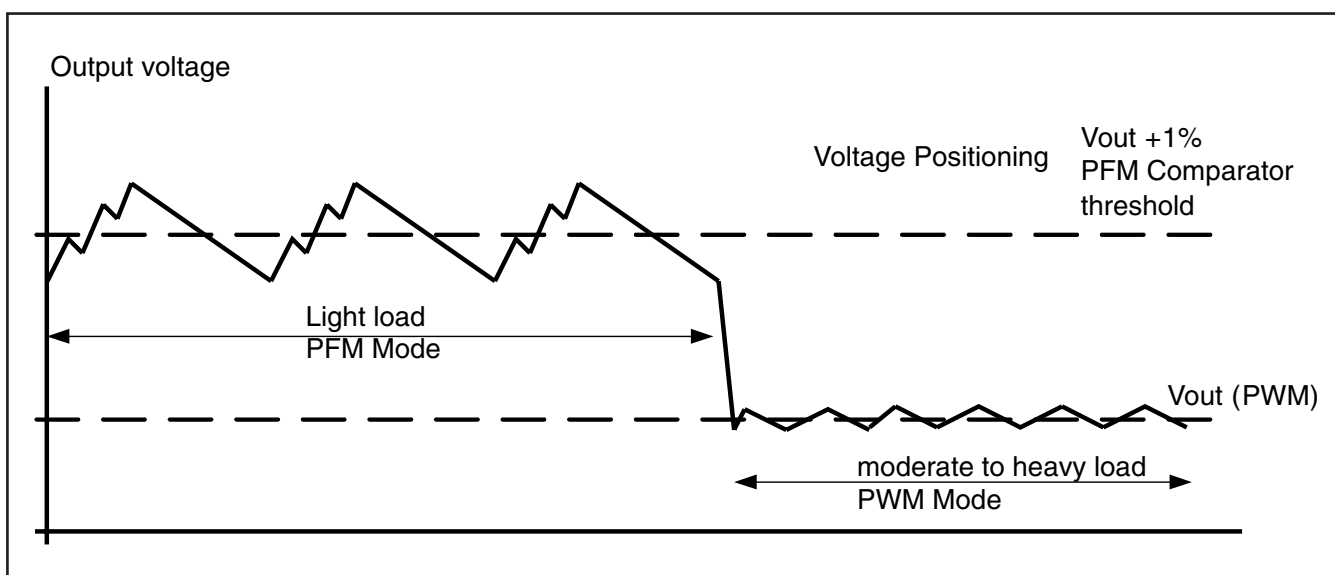 Output voltage
Voltage Positioning
Vout +1%
PFM Comparator
threshold
Light load
PFM Mode
Vout (PWM)
moderate to heavy load
PWM Mode